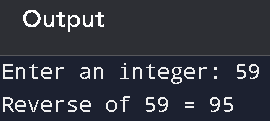 Output
Enter an integer: 59
Reverse of 59 = 95